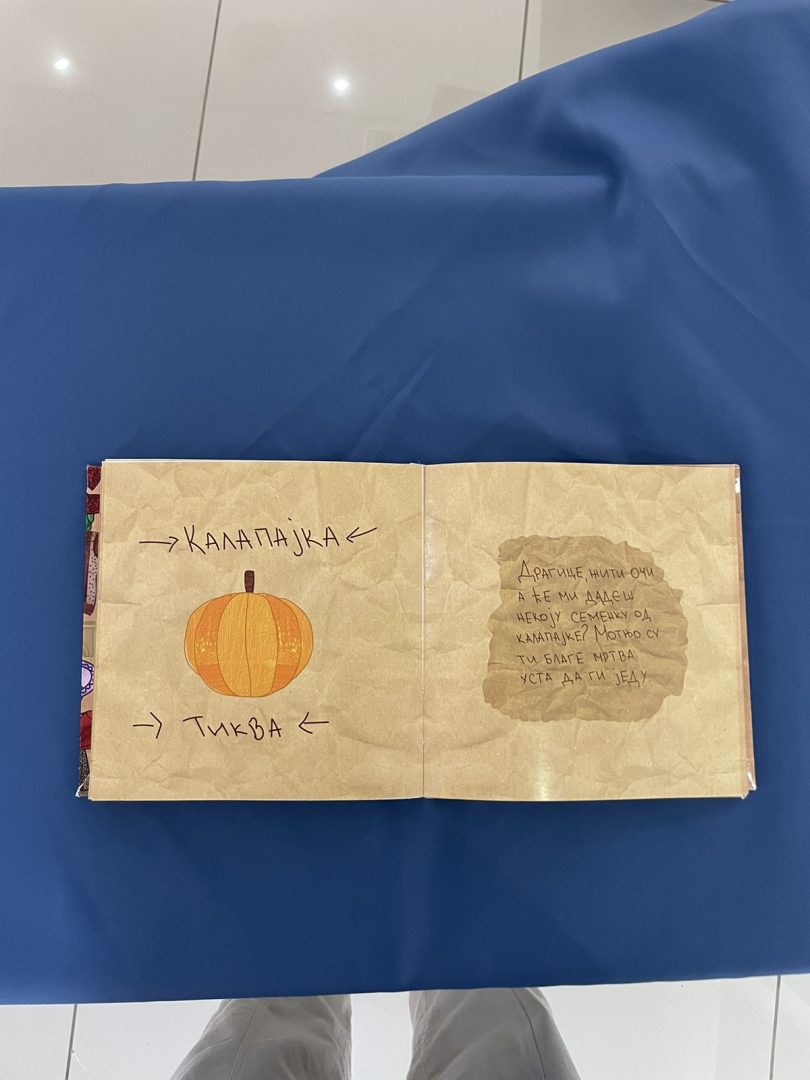 → КАЛАПАЈКА ←
→ ТИКВА ←
ДРАГИЦЕ, ЖИТИ ОЧИ
А ЋЕ МИ ДАДЕШ
НЕКОЈУ СЕМЕНКУ ОД
КАЛАПАЈКЕ? МОТЊО СУ
ТИ БЛАГЕ МРТВА
УСТА ДА ГИ ЈЕДУ.